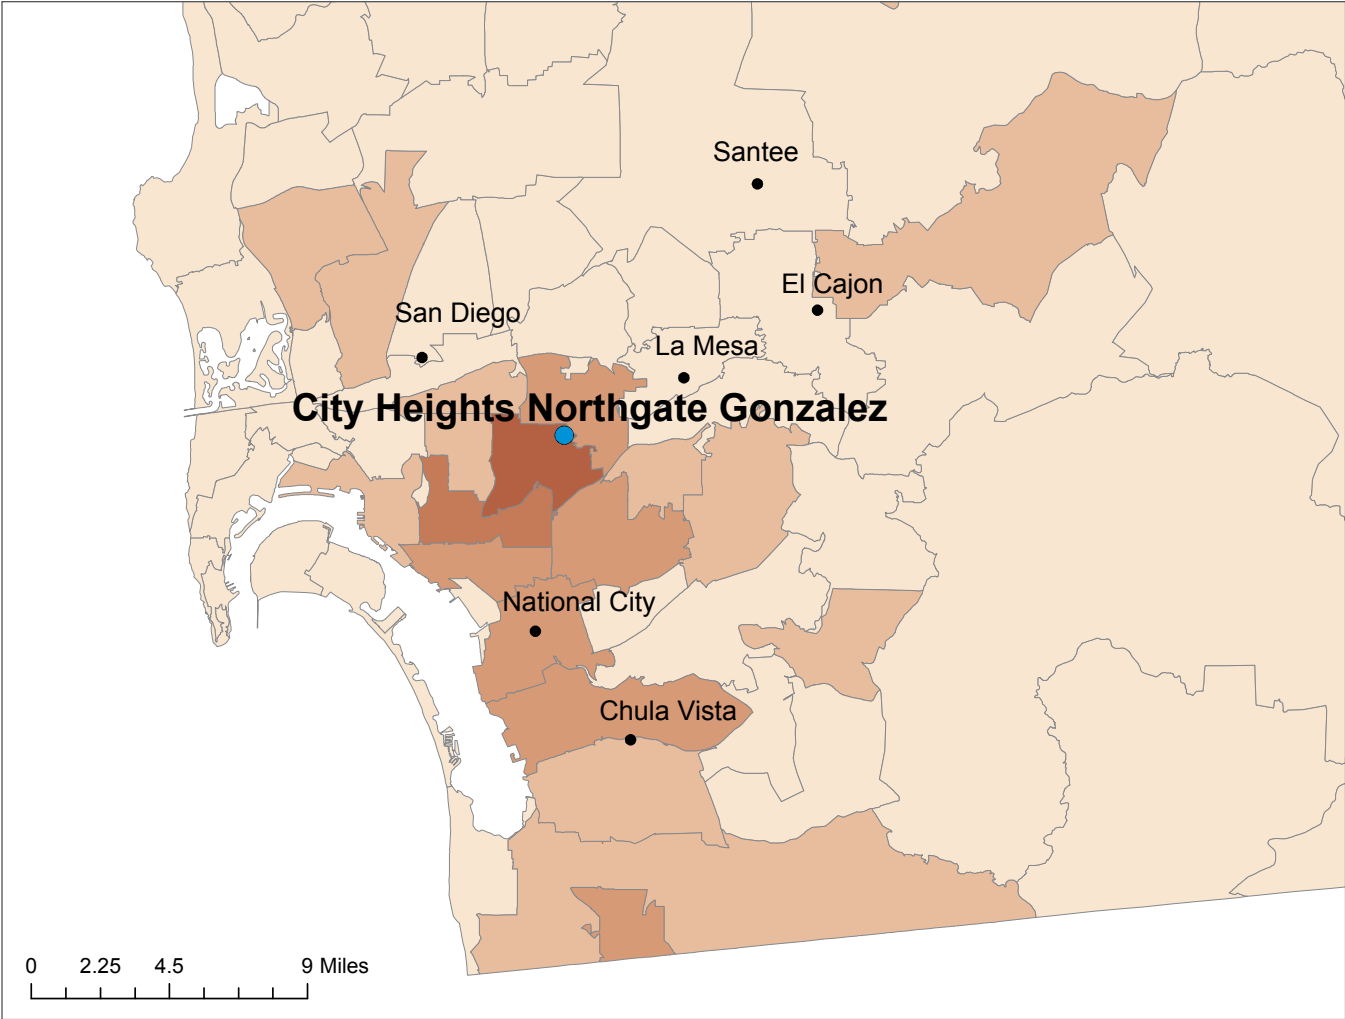 Santee
El Cajon
San Diego
La Mesa
City Heights Northgate Gonzalez
National City
Chula Vista
0 2.25 4.5 9 Miles